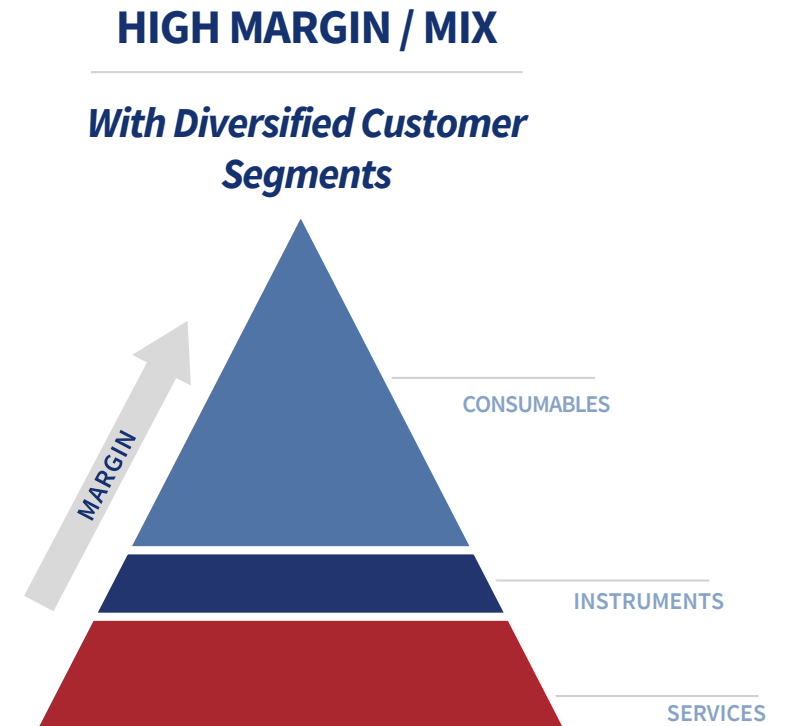 HIGH MARGIN / MIX
With Diversified Customer
Segments
CONSUMABLES
MARGIN
INSTRUMENTS
SERVICES